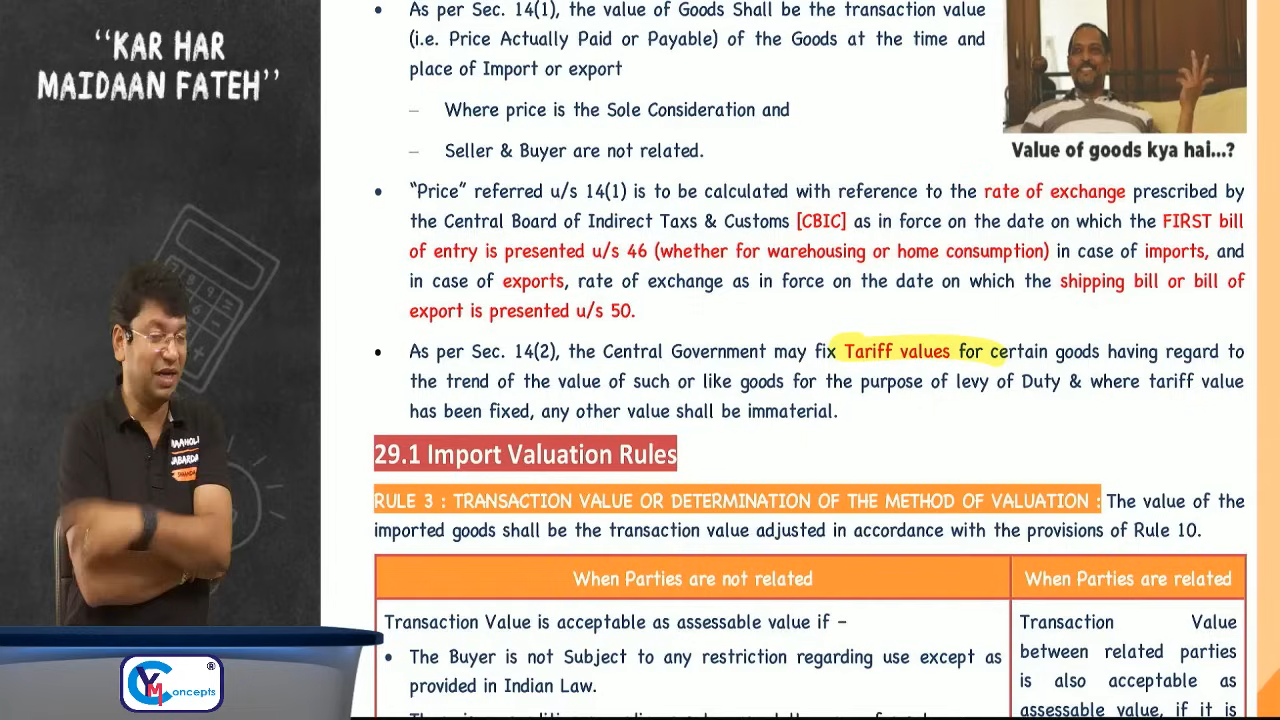 “KAR HAR
MAIDAAN FATEH”
• As per Sec. 14(1), the value of Goods Shall be the transaction value
(i.e. Price Actually Paid or Payable) of the Goods at the time and
place of Import or export
– Where price is the Sole Consideration and
– Seller & Buyer are not related.
Value of goods kya hai...?
• “Price” referred u/s 14(1) is to be calculated with reference to the rate of exchange prescribed by
the Central Board of Indirect Taxs & Customs [CBIC] as in force on the date on which the FIRST bill
of entry is presented u/s 46 (whether for warehousing or home consumption) in case of imports, and
in case of exports, rate of exchange as in force on the date on which the shipping bill or bill of
export is presented u/s 50.
• As per Sec. 14(2), the Central Government may fix Tariff values for certain goods having regard to
the trend of the value of such or like goods for the purpose of levy of Duty & where tariff value
has been fixed, any other value shall be immaterial.
29.1 Import Valuation Rules
RULE 3 : TRANSACTION VALUE OR DETERMINATION OF THE METHOD OF VALUATION : The value of the
imported goods shall be the transaction value adjusted in accordance with the provisions of Rule 10.
When Parties are not related
When Parties are related
Transaction Value is acceptable as assessable value if –
• The Buyer is not Subject to any restriction regarding use except as
provided in Indian Law.
Transaction Value
between related parties
is also acceptable as
assessable value, if it is
CYM
oncepts
®